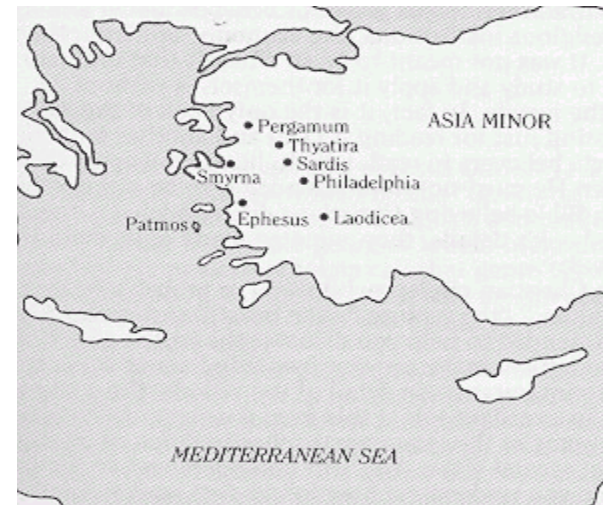 Pergamum
ASIA MINOR
Thyatira
Sardis
Smyrna
Philadelphia
Ephesus
Laodicea
Patmos
MEDITERRANEAN SEA